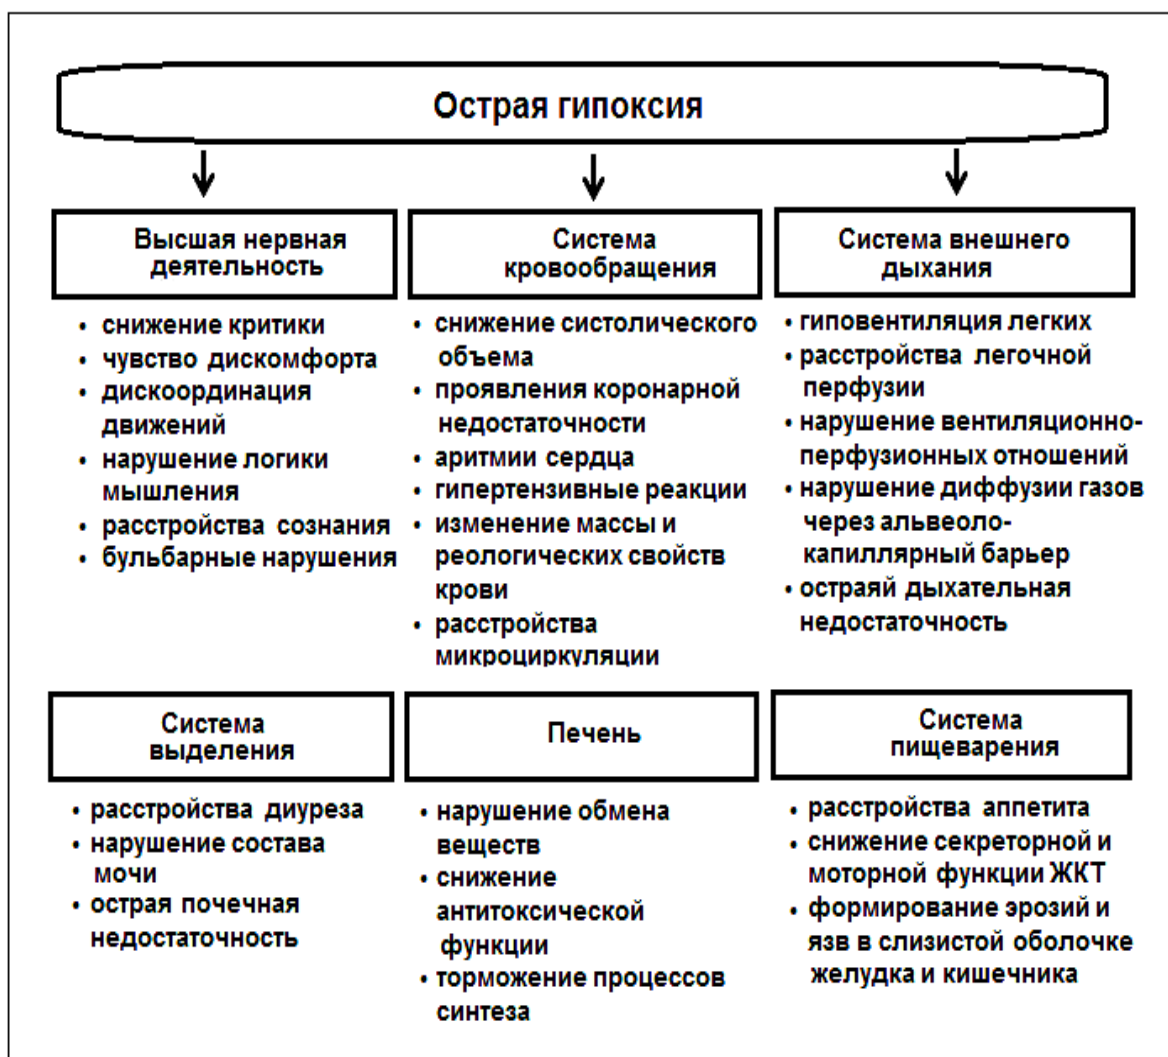 Острая гипоксия
Высшая нервная
деятельность
• снижение критики
• чувство дискомфорта
• дискоординация
движений
• нарушение логики
мышления
• расстройства сознания
• бульбарные нарушения
Система
кровообращения
• снижение систолического
объема
• проявления коронарной
недостаточности
• аритмии сердца
• гипертензивные реакции
• изменение массы и
реологических свойств
крови
• расстройства
микроциркуляции
Система внешнего
дыхания
• гиповентиляция легких
• расстройства легочной
перфузии
• нарушение вентиляционно-
перфузионных отношений
• нарушение диффузии газов
через альвеоло-
капиллярный барьер
• остраяй дыхательная
недостаточность
Система
выделения
• расстройства диуреза
• нарушение состава
мочи
• острая почечная
недостаточность
Печень
• нарушение обмена
веществ
• снижение
антитоксической
функции
• торможение процессов
синтеза
Система
пищеварения
• расстройства аппетита
• снижение секреторной и
моторной функции ЖКТ
• формирование эрозий и
язв в слизистой оболочке
желудка и кишечника